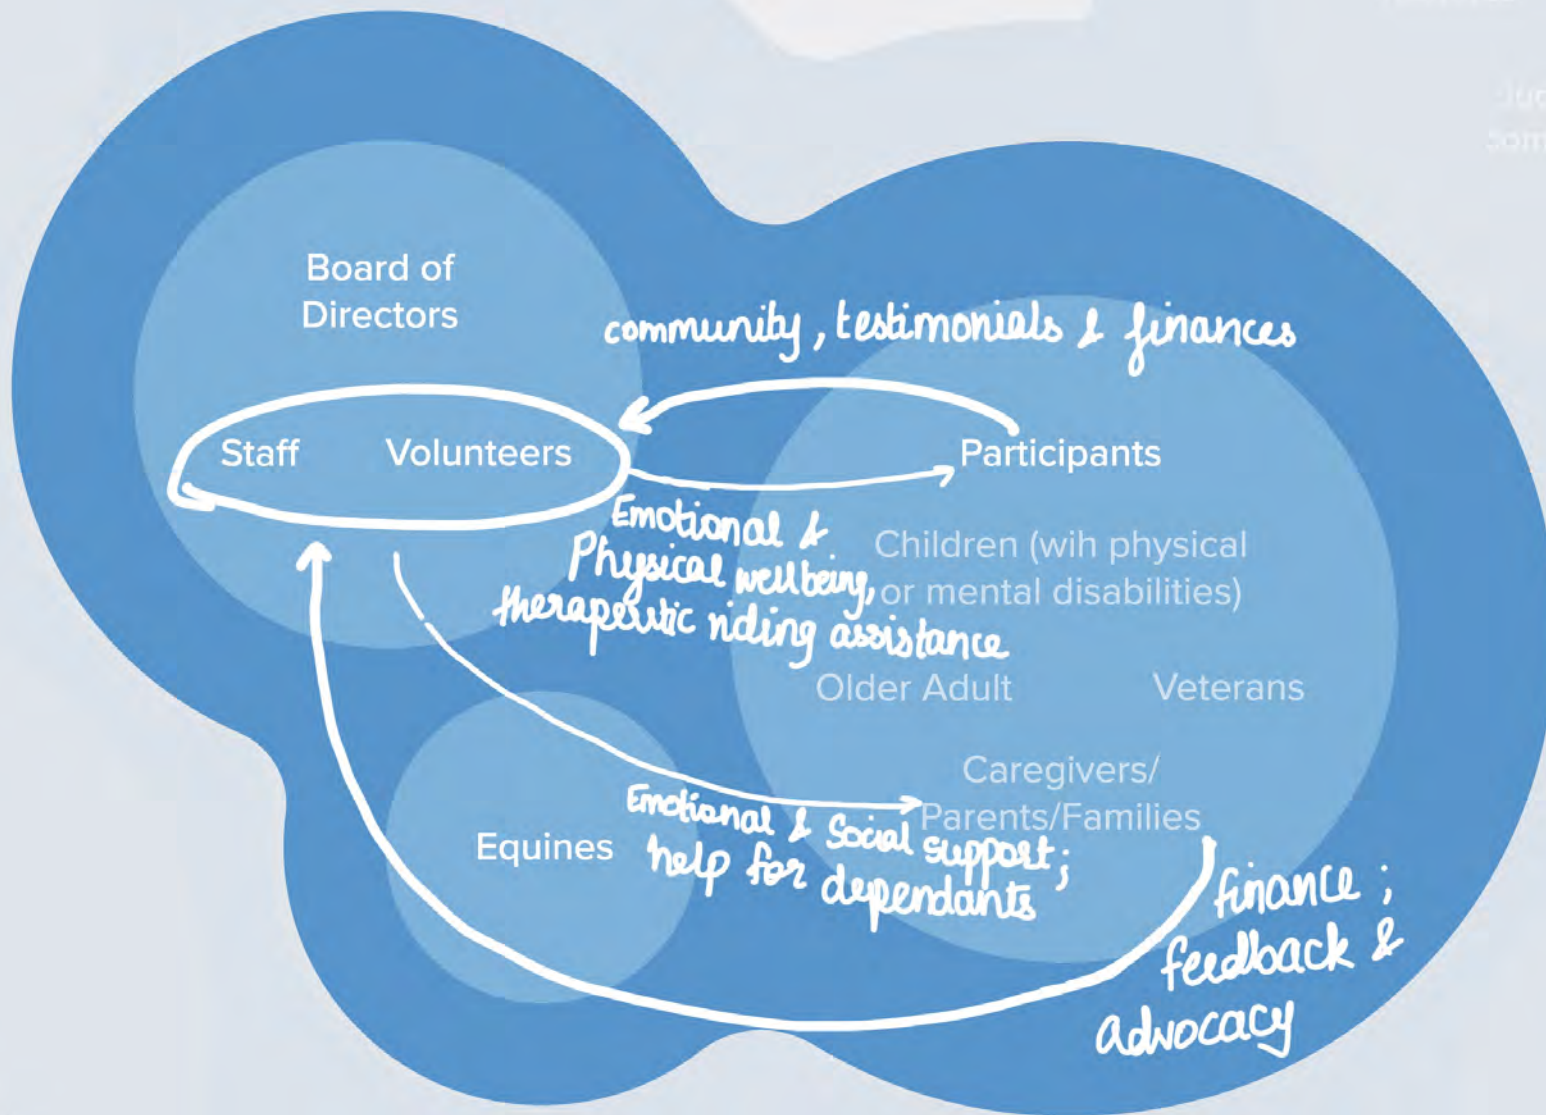 Board of
Directors
community, testimonials & finances
Staff
Volunteers
Participants
Emotional &
Physical wellbeing,
therapeutic riding assistance
Children (wih physical
or mental disabilities)
Older Adult
Veterans
Caregivers/
Parents/Families
Equines
Emotional & Social support;
help for dependants
finance;
feedback &
advocacy